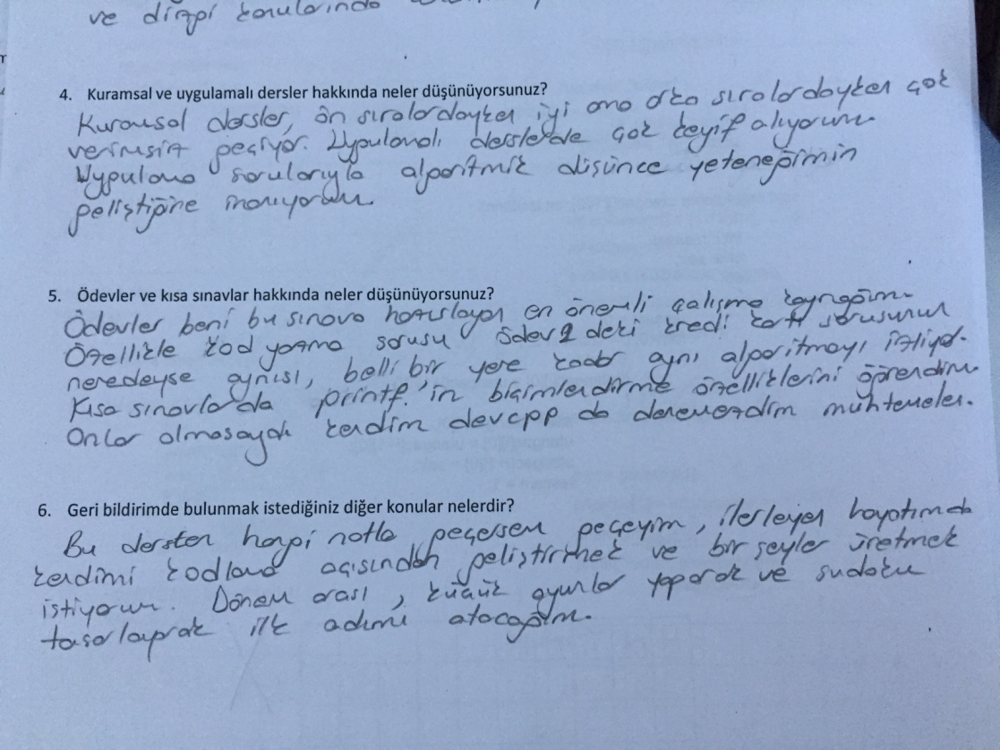 ve dizgi konularında
4. Kuramsal ve uygulamalı dersler hakkında neler düşünüyorsunuz?
Kuramsal dersler, ön sıralardayken iyi ama orta sıralardayken çok
verimsiz geçiyor. Uygulamalı derslerde çok keyif alıyorum.
Uygulama sorularıyla algoritmik düşünce yeteneğimin
geliştiğine inanıyorum.
5. Ödevler ve kısa sınavlar hakkında neler düşünüyorsunuz?
Ödevler beni bu sınava hazırlayan en önemli çalışma kaynağım.
Özellikle kod yazma sorusu ödev 2 deki kredi kartı sorusunun
neredeyse aynısı, belli bir yere kadar aynı algoritmayı istiyor.
Kısa sınavlarda printf'in biçimlendirme özelliklerini öğrendim.
Onlar olmasaydı kendim devcpp da denemezdim muhtemelen.
6. Geri bildirimde bulunmak istediğiniz diğer konular nelerdir?
Bu dersten hangi notla geçersem geçeyim, ilerleyen hayatımda
kendimi kodlama açısından geliştirmek ve bir şeyler üretmek
istiyorum. Dönem arası, küçük oyunlar yaparak ve sudoku
tasarlayarak ilk adımı atacağım.